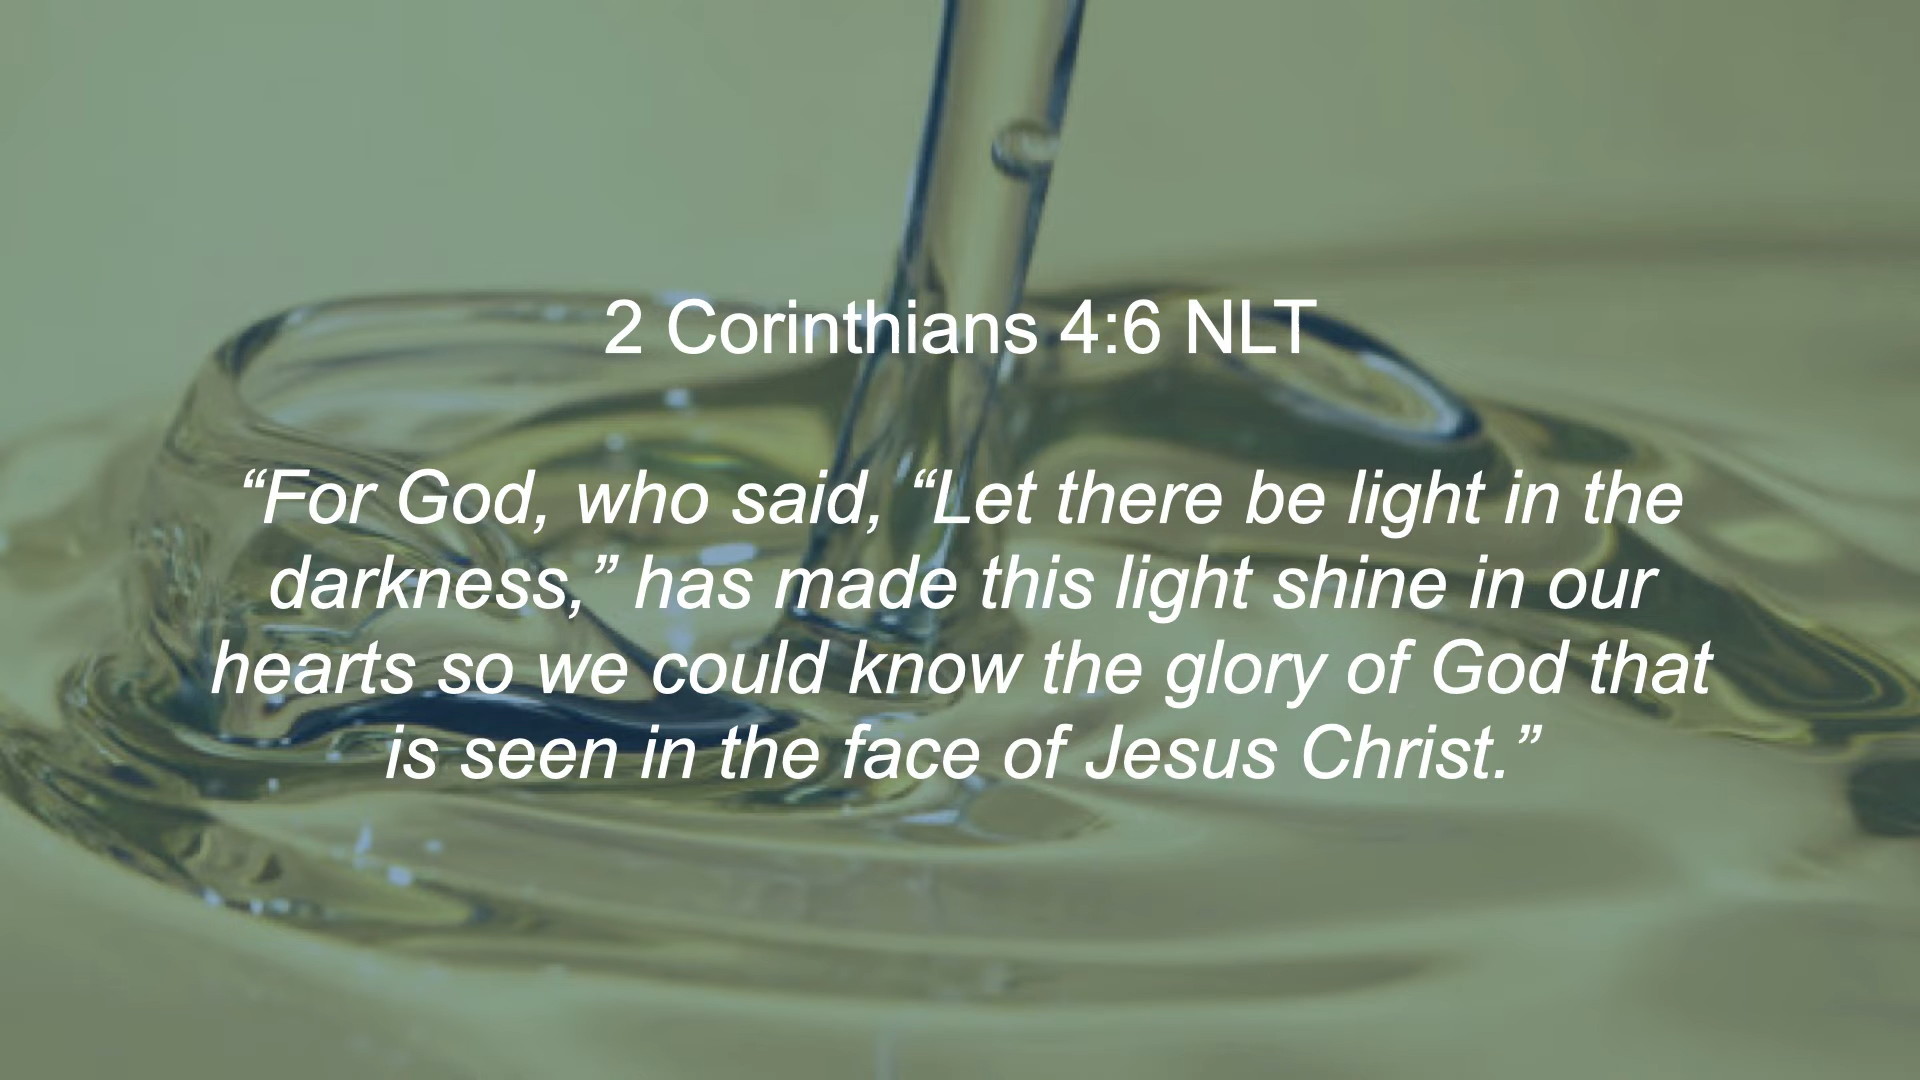 2 Corinthians 4:6 NLT
“For God, who said, “Let there be light in the
darkness,” has made this light shine in our
hearts so we could know the glory of God that
is seen in the face of Jesus Christ.”